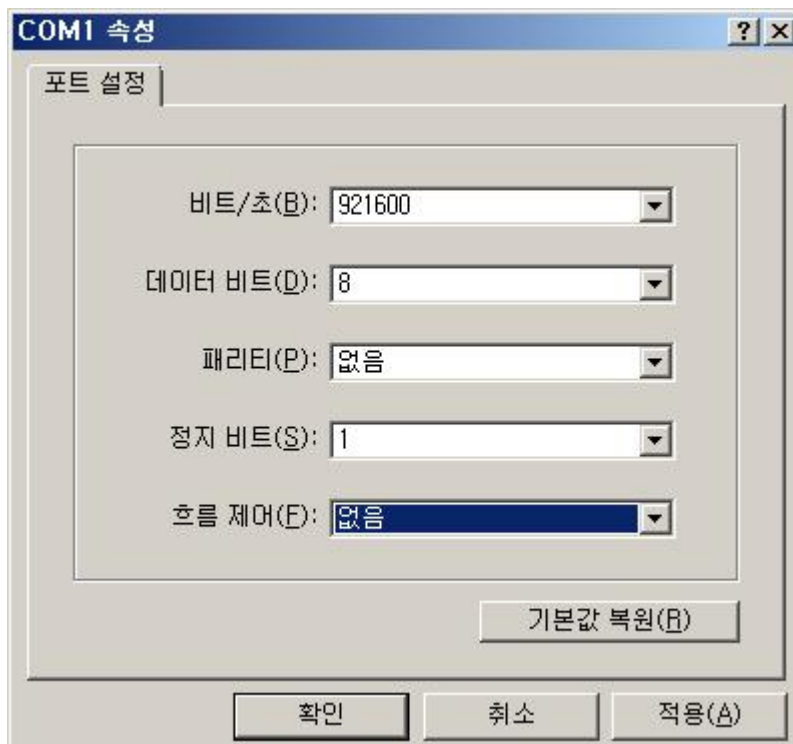 COM1 속성
포트 설정
비트/초(B): 921600
데이터 비트(D): 8
패리티(P): 없음
정지 비트(S): 1
흐름 제어(F): 없음
기본값 복원(R)
확인 취소 적용(A)